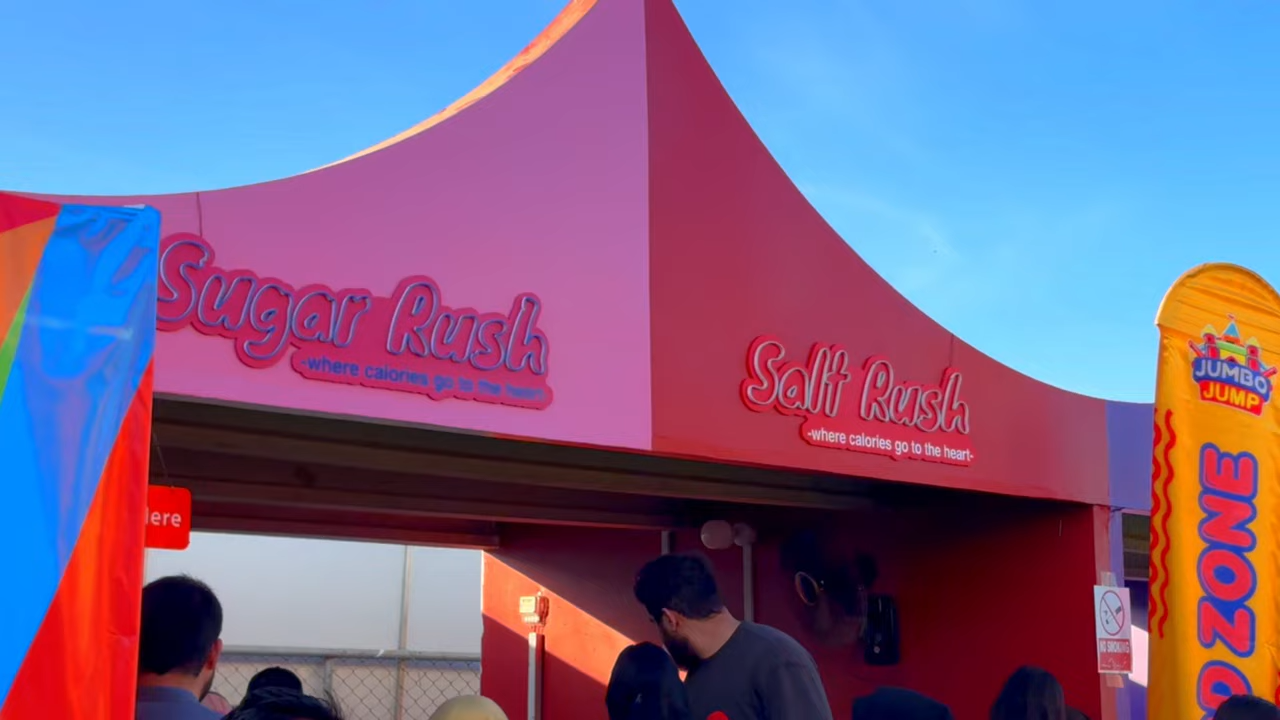 Sugar Rush
-where calories go to the heart-
Salt Rush
-where calories go to the heart-
JUMBO
JUMP
ZONE
NO SMOKING